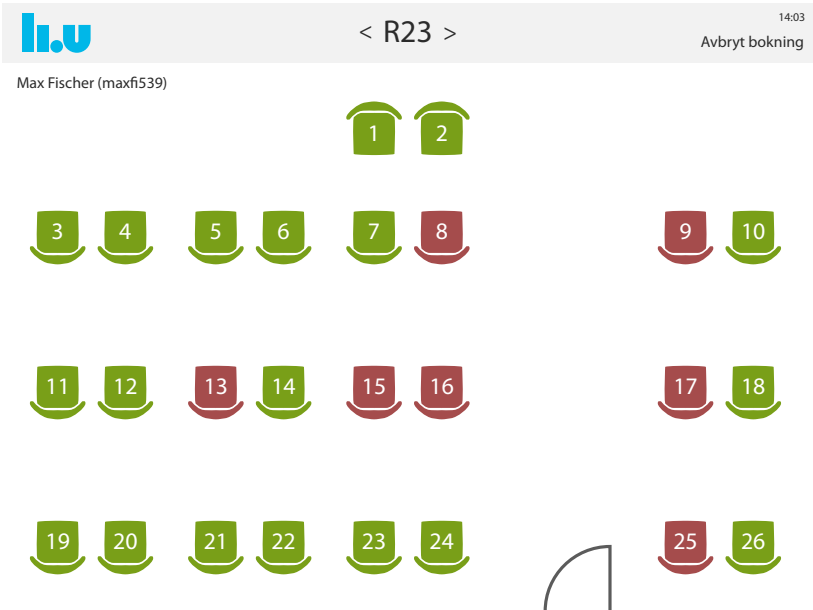 li.u
< R23 >
14:03
Avbryt bokning
Max Fischer (maxfi539)
1 2
3 4 5 6 7 8 9 10
11 12 13 14 15 16 17 18
19 20 21 22 23 24 25 26